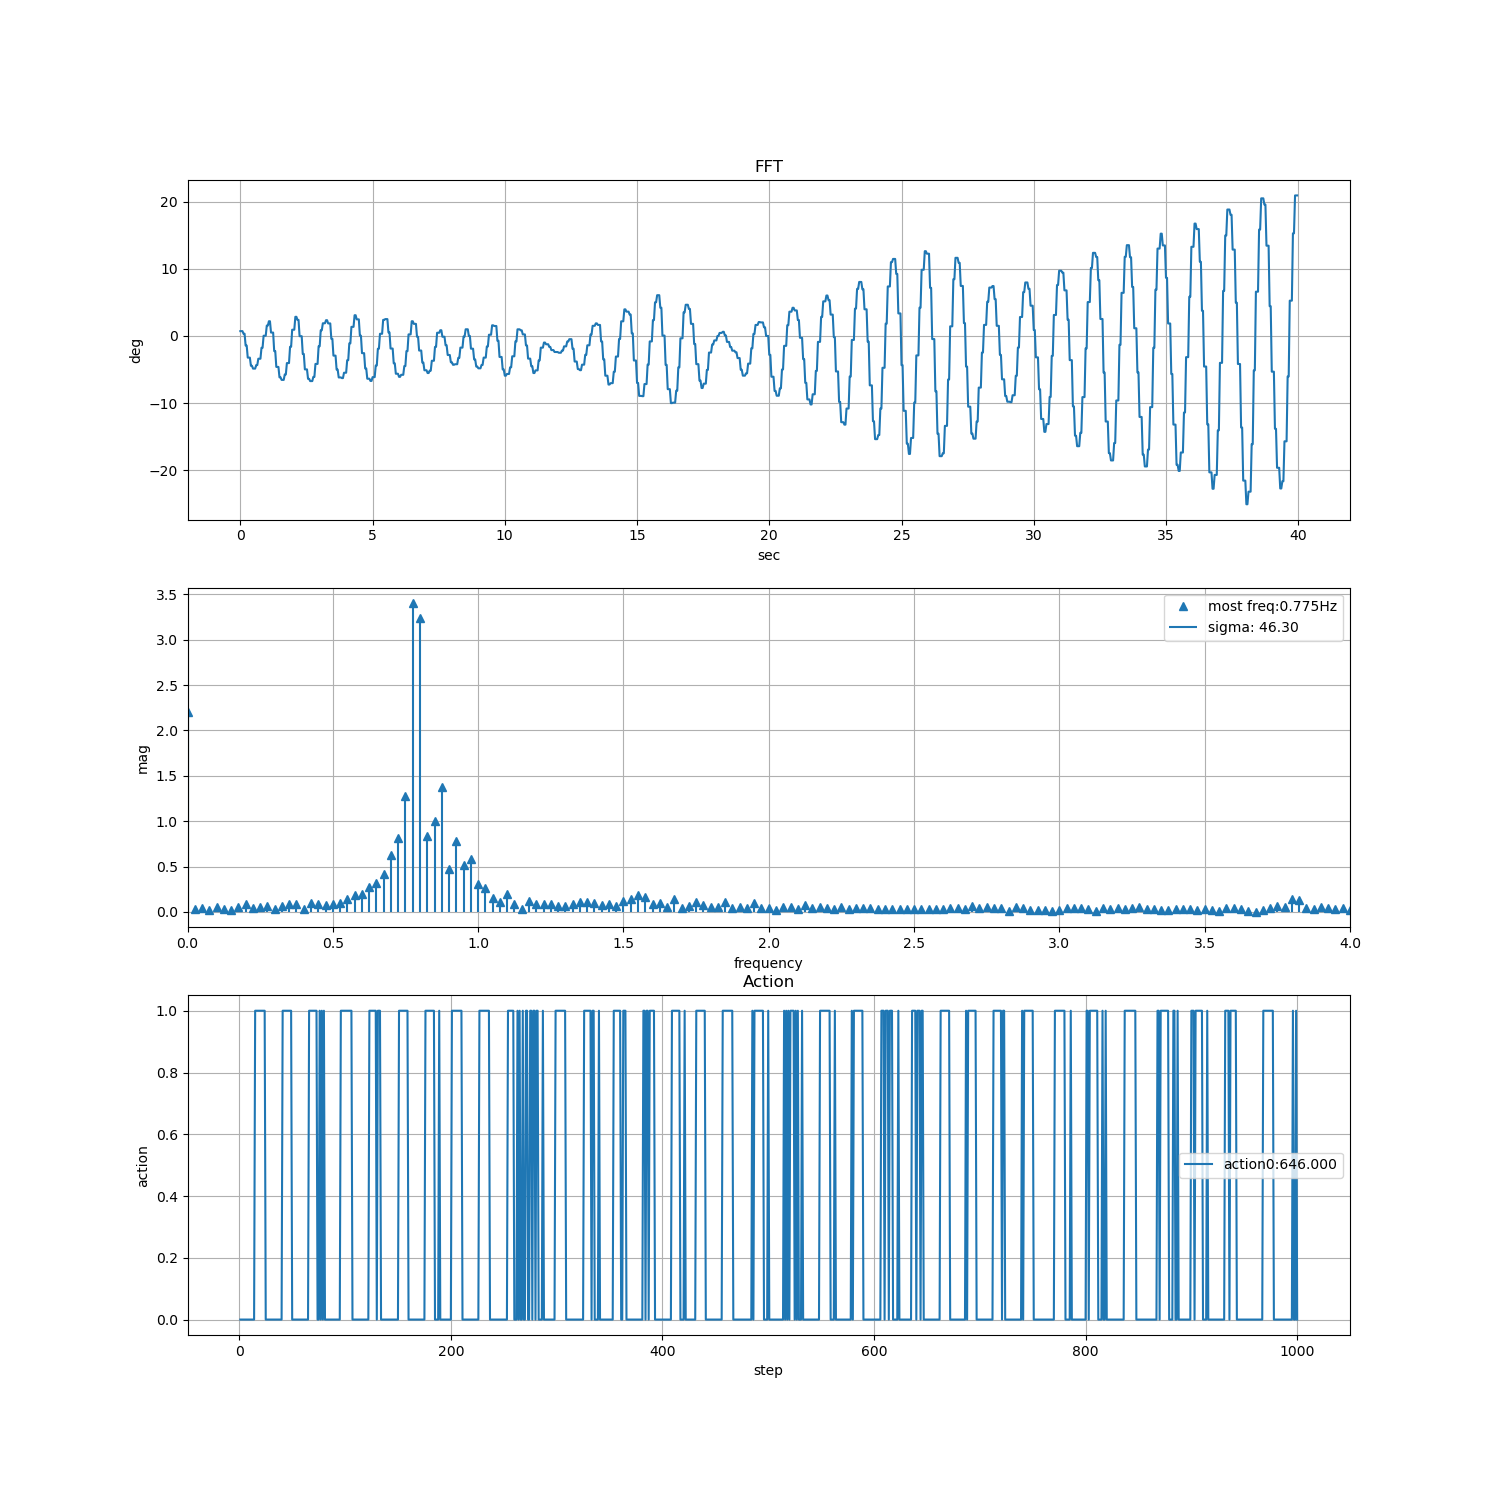 FFT
20
10
0
−10
−20
deg
0 5 10 15 20 25 30 35 40
sec
3.5
3.0
2.5
2.0
1.5
1.0
0.5
0.0
mag
most freq:0.775Hz
sigma: 46.30
0.0 0.5 1.0 1.5 2.0 2.5 3.0 3.5 4.0
frequency
Action
1.0
0.8
0.6
0.4
0.2
0.0
action
action0:646.000
0 200 400 600 800 1000
step